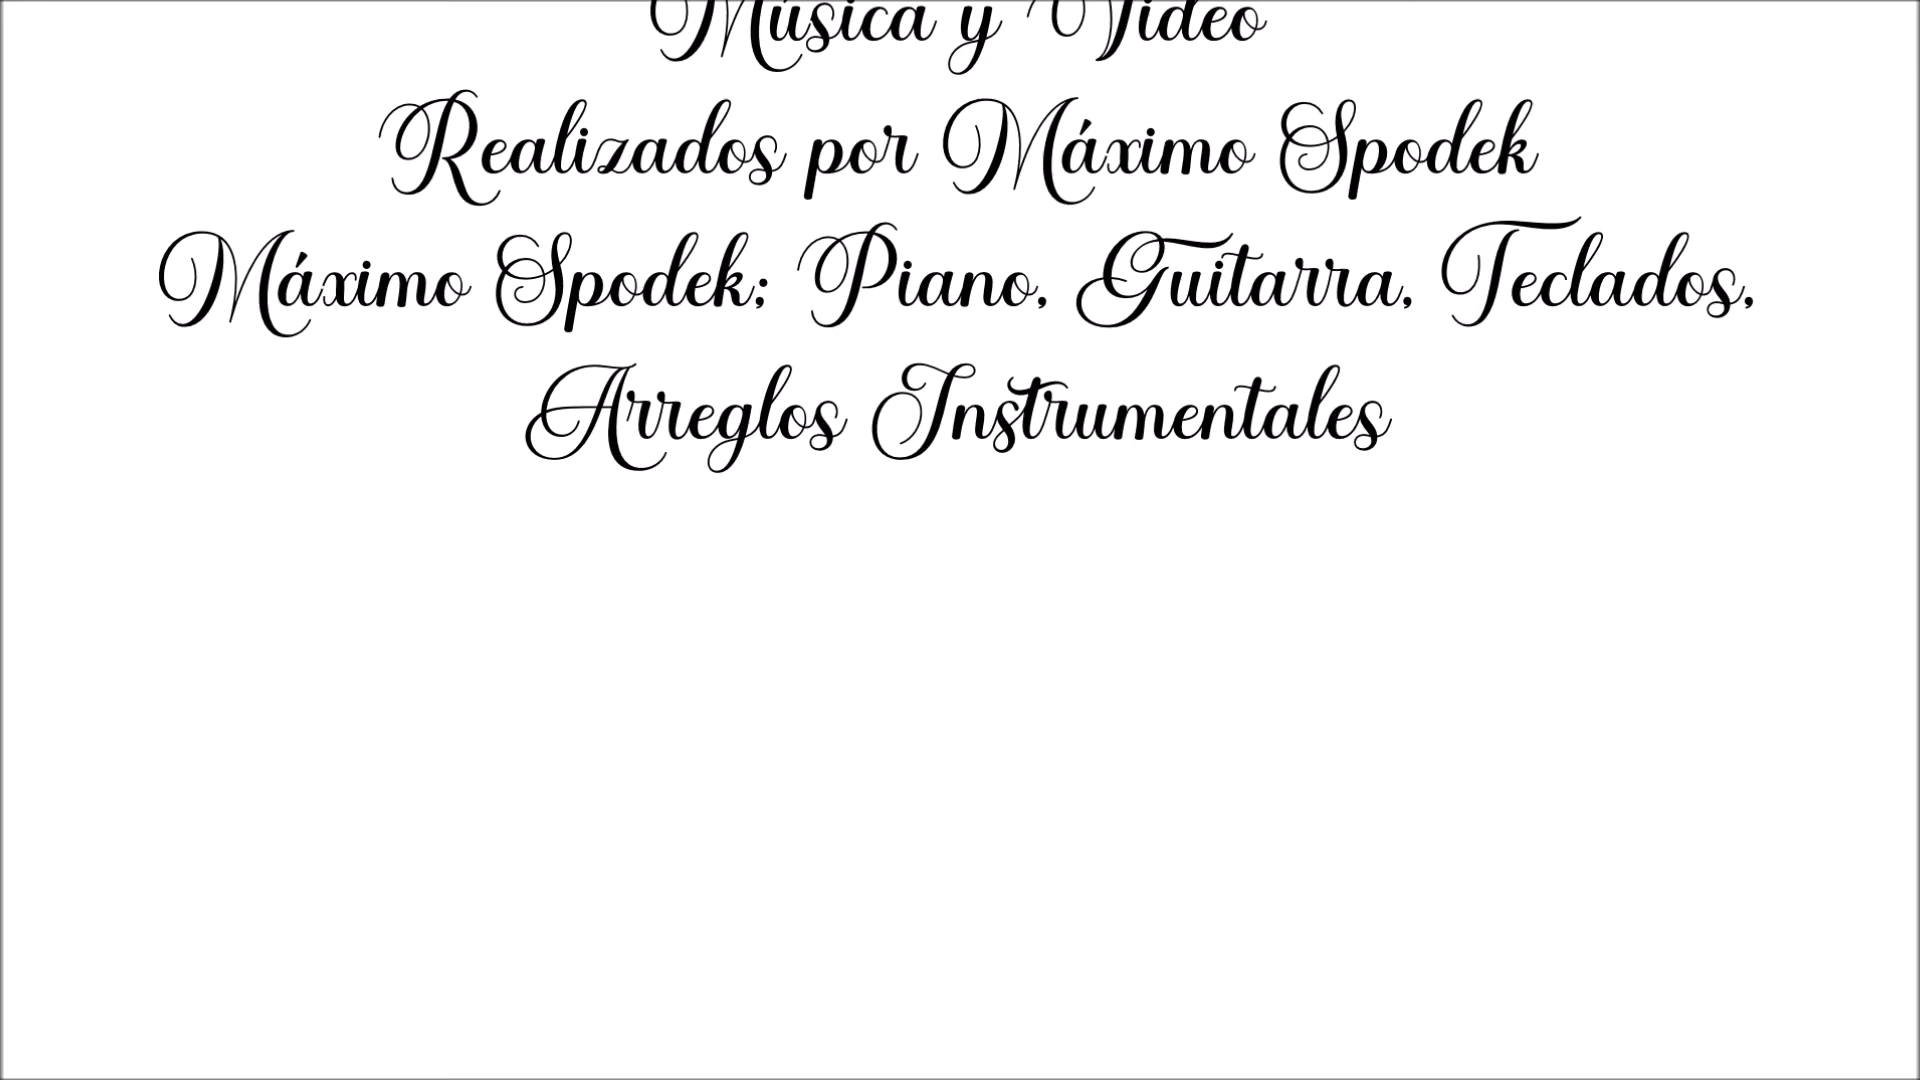 Música y Video
Realizados por Máximo Spodek
Máximo Spodek; Piano, Guitarra, Teclados,
Arreglos Instrumentales